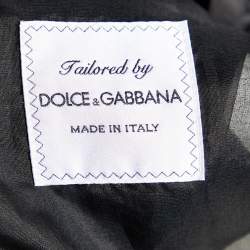 Tailored by
DOLCE & GABBANA
MADE IN ITALY